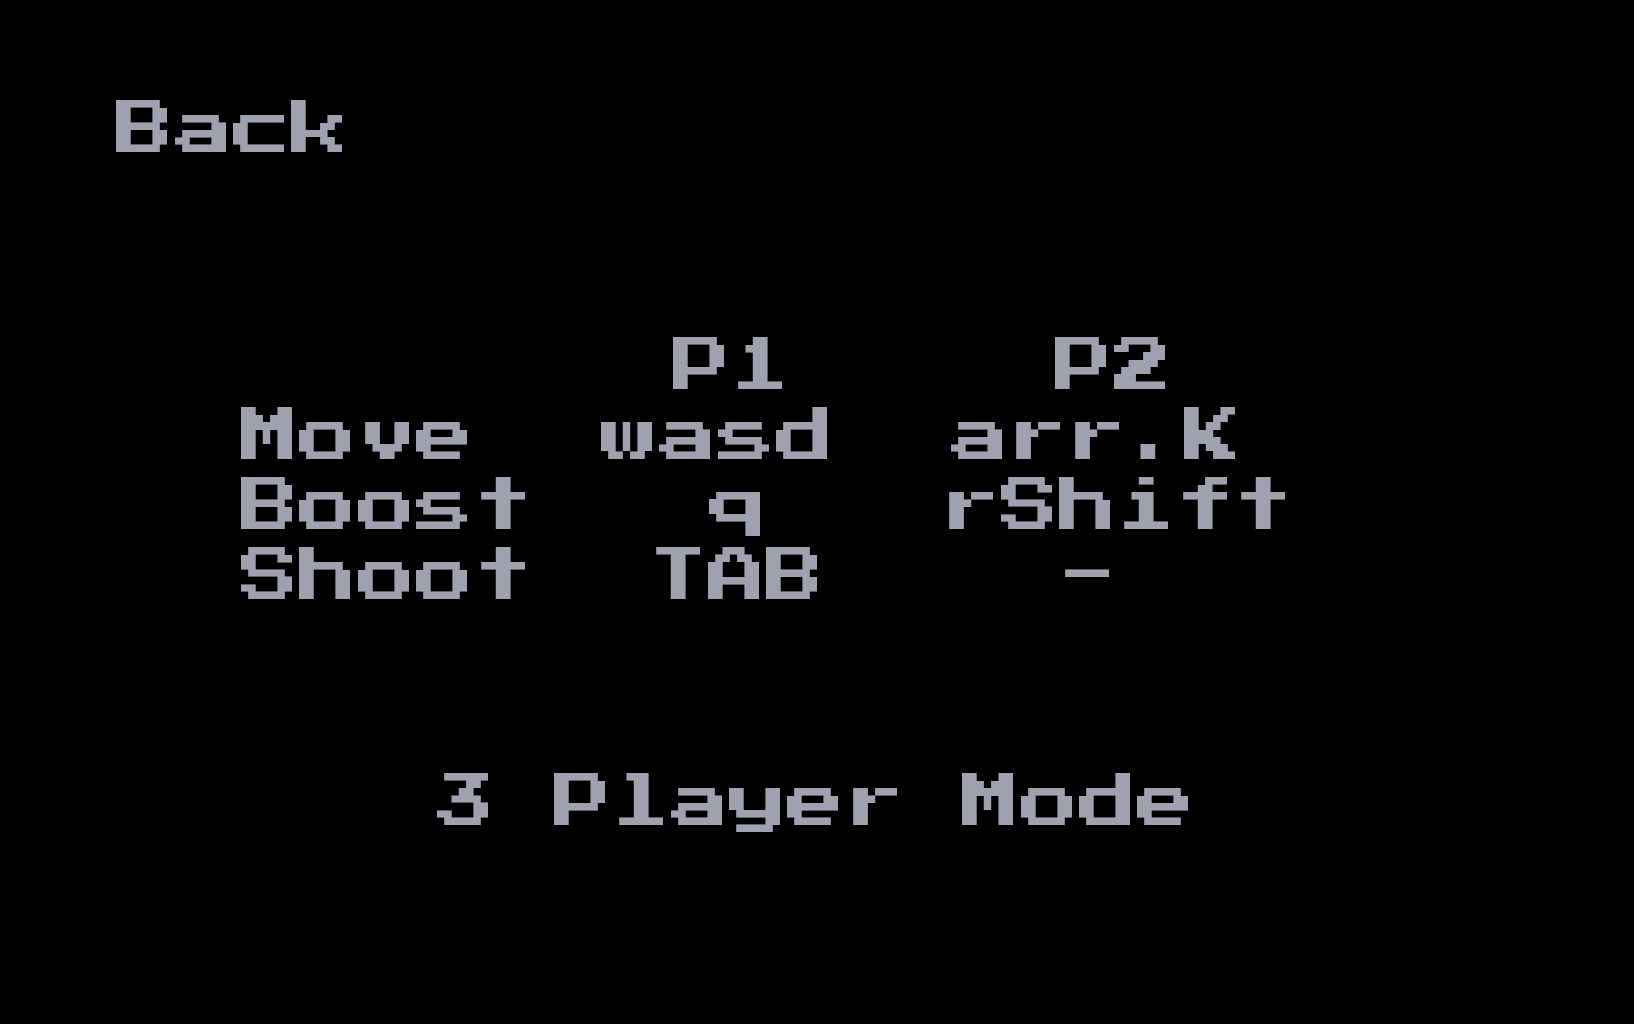 Back
P1 P2
Move wasd arr.K
Boost q rShift
Shoot TAB -
3 Player Mode